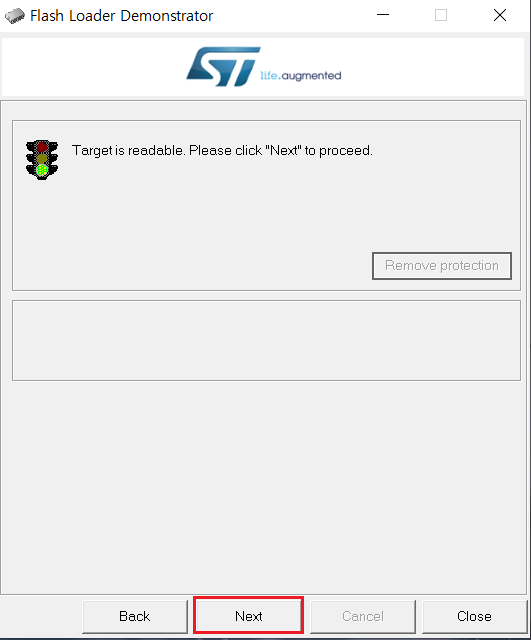 Flash Loader Demonstrator
ST life.augmented
Target is readable. Please click "Next" to proceed.
Remove protection
Back Next Cancel Close